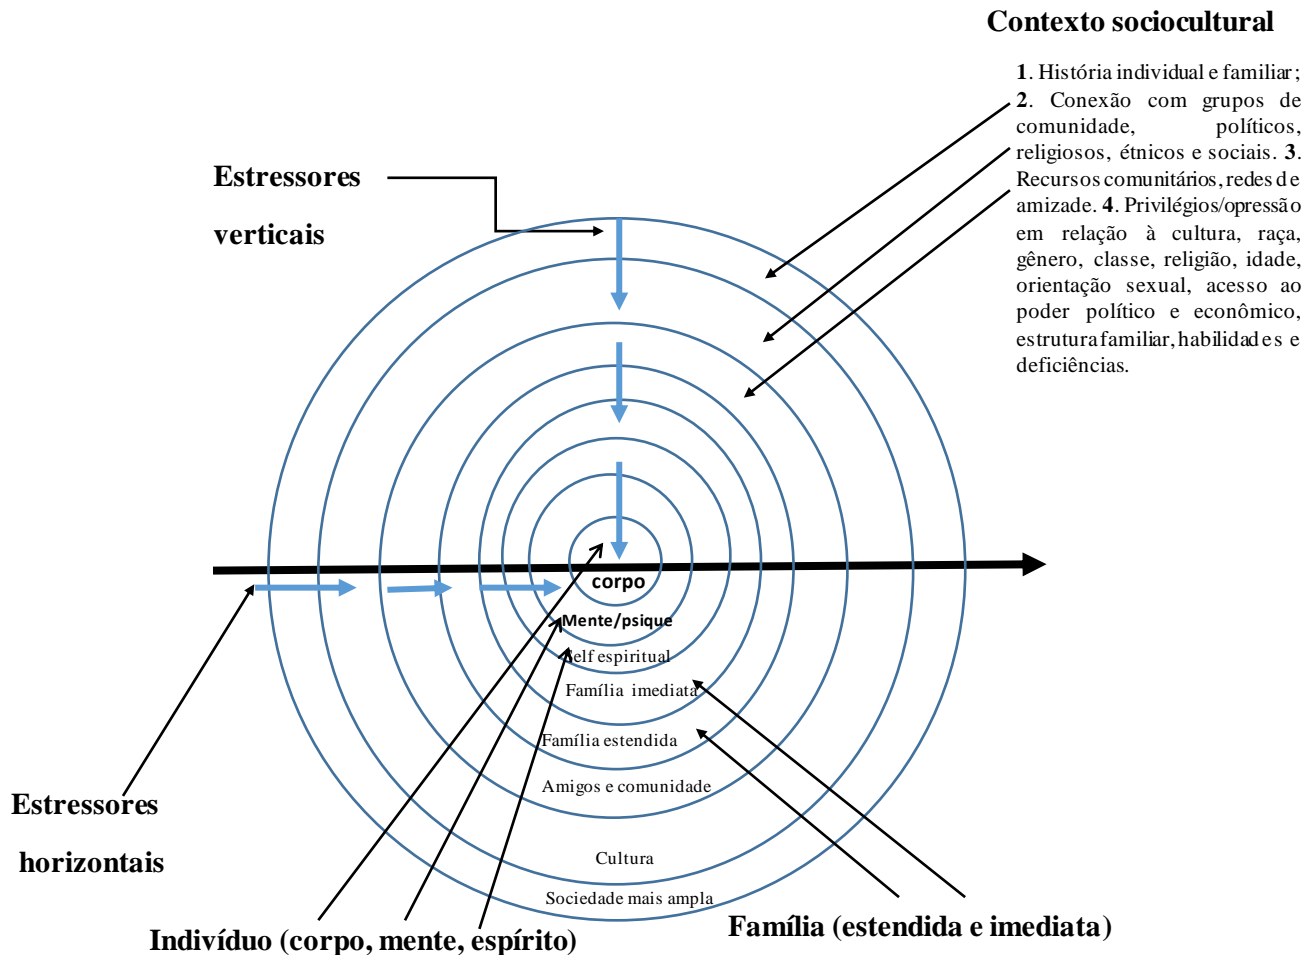 Contexto sociocultural
1. História individual e familiar;
2. Conexão com grupos de
comunidade, políticos,
religiosos, étnicos e sociais. 3.
Recursos comunitários, redes de
amizade. 4. Privilégios/opressão
em relação à cultura, raça,
gênero, classe, religião, idade,
orientação sexual, acesso ao
poder político e econômico,
estrutura familiar, habilidades e
deficiências.
Estressores
verticais
corpo
Mente/psique
Self espiritual
Família imediata
Família estendida
Amigos e comunidade
Cultura
Sociedade mais ampla
Estressores
horizontais
Indivíduo (corpo, mente, espírito)
Família (estendida e imediata)